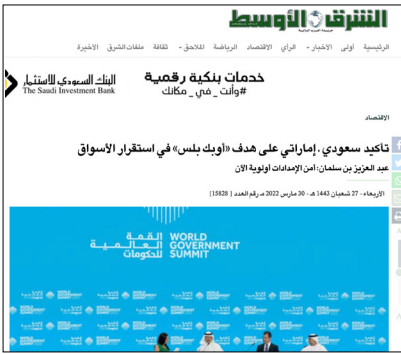 الشرق الأوسط
الرئيسية أولى الأخبار الرأي الاقتصاد الرياضة الملاحق ثقافة ملفات الشرق الأخيرة
خدمات بنكية رقمية
#وأنت_في_مكانك
البنك السعودي للاستثمار
The Saudi Investment Bank
الاقتصاد
تأكيد سعودي ـ إماراتي على هدف «أوبك بلس» في استقرار الأسواق
عبد العزيز بن سلمان: أمن الإمدادات أولوية الآن
الأربعاء - 27 شعبان 1443 هـ - 30 مارس 2022 مـ رقم العدد [ 15828]
القمة
العالمية
للحكومات
WORLD
GOVERNMENT
SUMMIT